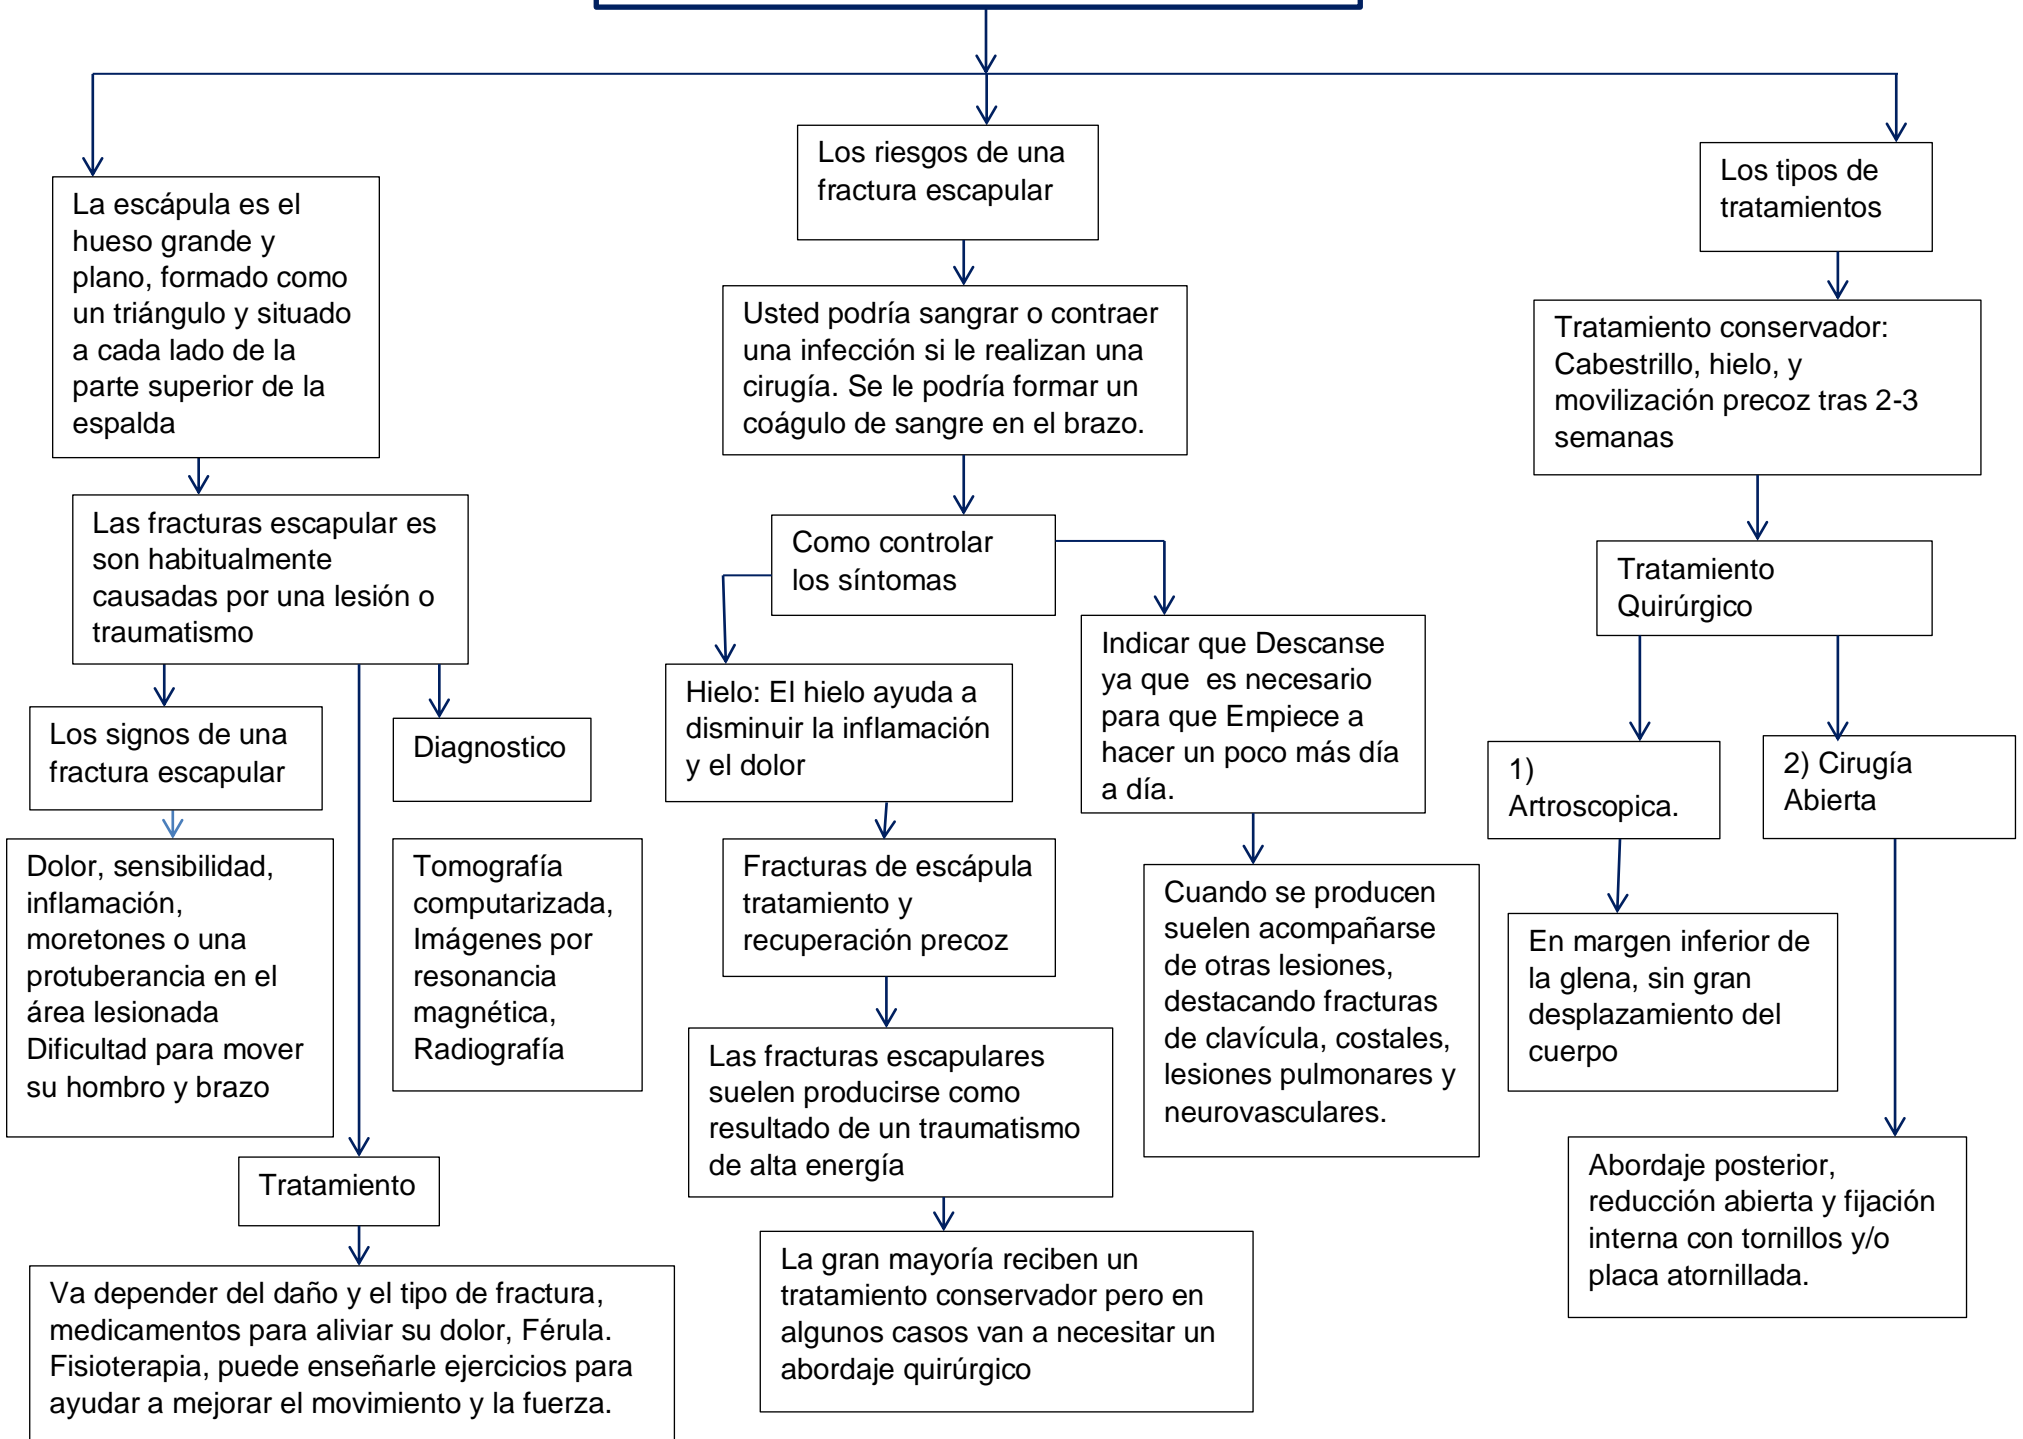 La escápula es el
hueso grande y
plano, formado como
un triángulo y situado
a cada lado de la
parte superior de la
espalda
Las fracturas escapular es
son habitualmente
causadas por una lesión o
traumatismo
Los signos de una
fractura escapular
Diagnostico
Dolor, sensibilidad,
inflamación,
moretones o una
protuberancia en el
área lesionada
Dificultad para mover
su hombro y brazo
Tomografía
computarizada,
Imágenes por
resonancia
magnética,
Radiografía
Tratamiento
Va depender del daño y el tipo de fractura,
medicamentos para aliviar su dolor, Férula.
Fisioterapia, puede enseñarle ejercicios para
ayudar a mejorar el movimiento y la fuerza.
Los riesgos de una
fractura escapular
Usted podría sangrar o contraer
una infección si le realizan una
cirugía. Se le podría formar un
coágulo de sangre en el brazo.
Como controlar
los síntomas
Hielo: El hielo ayuda a
disminuir la inflamación
y el dolor
Indicar que Descanse
ya que  es necesario
para que Empiece a
hacer un poco más día
a día.
Fracturas de escápula
tratamiento y
recuperación precoz
Cuando se producen
suelen acompañarse
de otras lesiones,
destacando fracturas
de clavícula, costales,
lesiones pulmonares y
neurovasculares.
Las fracturas escapulares
suelen producirse como
resultado de un traumatismo
de alta energía
La gran mayoría reciben un
tratamiento conservador pero en
algunos casos van a necesitar un
abordaje quirúrgico
Los tipos de
tratamientos
Tratamiento conservador:
Cabestrillo, hielo, y
movilización precoz tras 2-3
semanas
Tratamiento
Quirúrgico
1)
Artroscopica.
2) Cirugía
Abierta
En margen inferior de
la glena, sin gran
desplazamiento del
cuerpo
Abordaje posterior,
reducción abierta y fijación
interna con tornillos y/o
placa atornillada.